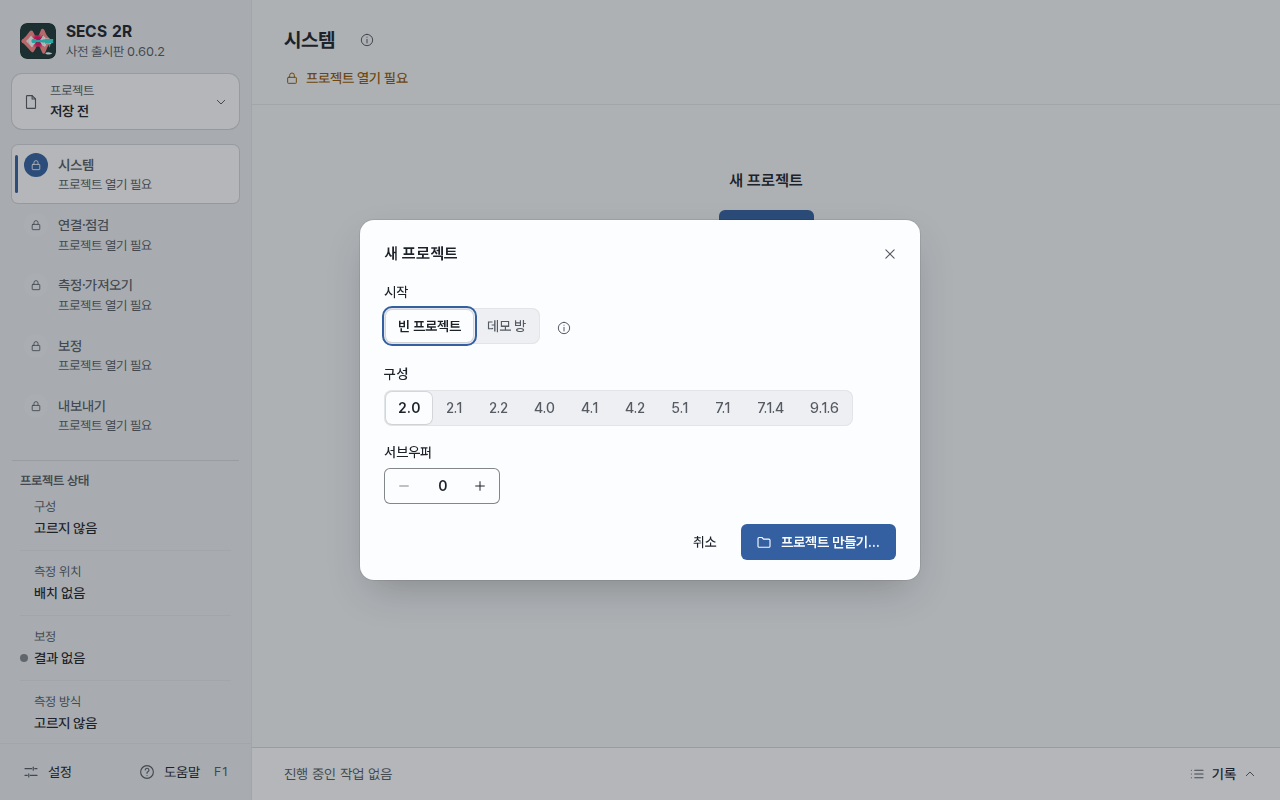 SECS 2R
사전 출시판 0.60.2
프로젝트
저장 전
시스템
프로젝트 열기 필요
연결·점검
프로젝트 열기 필요
측정·가져오기
프로젝트 열기 필요
보정
프로젝트 열기 필요
내보내기
프로젝트 열기 필요
프로젝트 상태
구성
고르지 않음
측정 위치
배치 없음
보정
결과 없음
측정 방식
고르지 않음
설정 도움말 F1
시스템
프로젝트 열기 필요
새 프로젝트
새 프로젝트
시작
빈 프로젝트 데모 방
구성
2.0 2.1 2.2 4.0 4.1 4.2 5.1 7.1 7.1.4 9.1.6
서브우퍼
− 0 +
취소 프로젝트 만들기...
진행 중인 작업 없음 기록